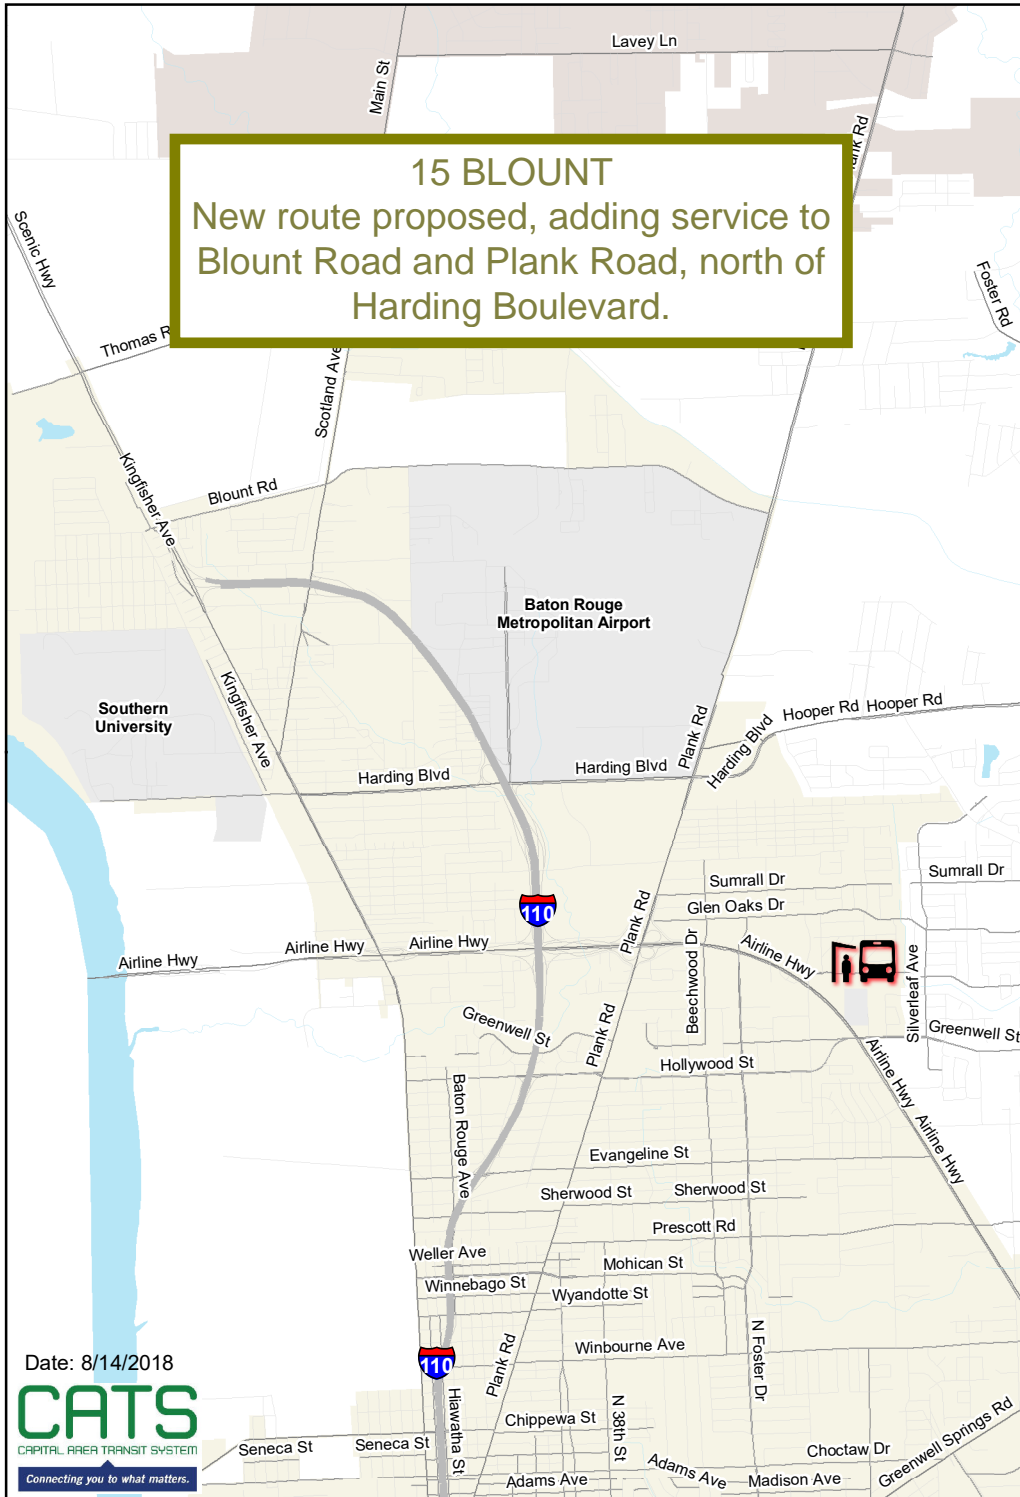 Lavey Ln
Main St
Plank Rd
15 BLOUNT
New route proposed, adding service to
Blount Road and Plank Road, north of
Harding Boulevard.
Scenic Hwy
Foster Rd
Thomas R
Scotland Ave
Kingfisher Ave
Blount Rd
Baton Rouge
Metropolitan Airport
Southern
University
Kingfisher Ave
Plank Rd
Harding Blvd
Hooper Rd Hooper Rd
Harding Blvd
Harding Blvd
Sumrall Dr
Sumrall Dr
Glen Oaks Dr
110
Plank Rd
Beechwood Dr
Airline Hwy
Airline Hwy
Airline Hwy
Airline Hwy
Silverleaf Ave
Greenwell St
Greenwell St
Plank Rd
Hollywood St
Airline Hwy
Airline Hwy
Baton Rouge Ave
Evangeline St
Sherwood St
Sherwood St
Prescott Rd
Weller Ave
Mohican St
Winnebago St
Wyandotte St
Winbourne Ave
N Foster Dr
Plank Rd
110
Date: 8/14/2018
CATS
CAPITAL AREA TRANSIT SYSTEM
Connecting you to what matters.
Hiawatha St
N 38th St
Chippewa St
Seneca St
Seneca St
Choctaw Dr
Greenwell Springs Rd
Adams Ave
Adams Ave
Madison Ave